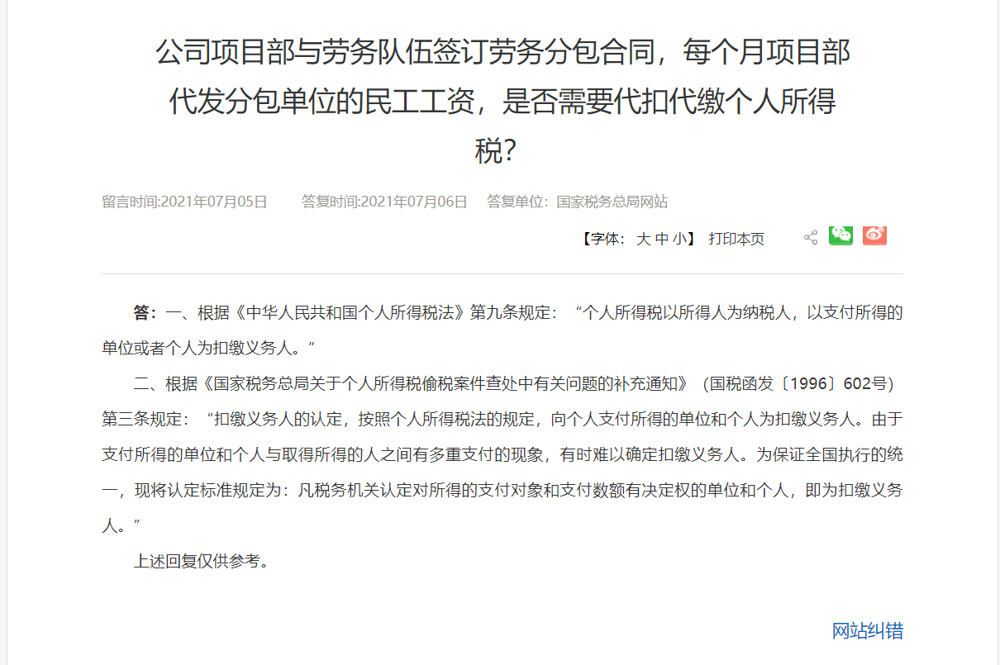 公司项目部与劳务队伍签订劳务分包合同，每个月项目部
代发分包单位的民工工资，是否需要代扣代缴个人所得
税？
留言时间:2021年07月05日 答复时间:2021年07月06日 答复单位：国家税务总局网站
【字体： 大 中 小】 打印本页
答：一、根据《中华人民共和国个人所得税法》第九条规定：“个人所得税以所得人为纳税人，以支付所得的
单位或者个人为扣缴义务人。”
二、根据《国家税务总局关于个人所得税偷税案件查处中有关问题的补充通知》（国税函发〔1996〕602号）
第三条规定：“扣缴义务人的认定，按照个人所得税法的规定，向个人支付所得的单位和个人为扣缴义务人。由于
支付所得的单位和个人与取得所得的人之间有多重支付的现象，有时难以确定扣缴义务人。为保证全国执行的统
一，现将认定标准规定为：凡税务机关认定对所得的支付对象和支付数额有决定权的单位和个人，即为扣缴义务
人。”
上述回复仅供参考。
网站纠错